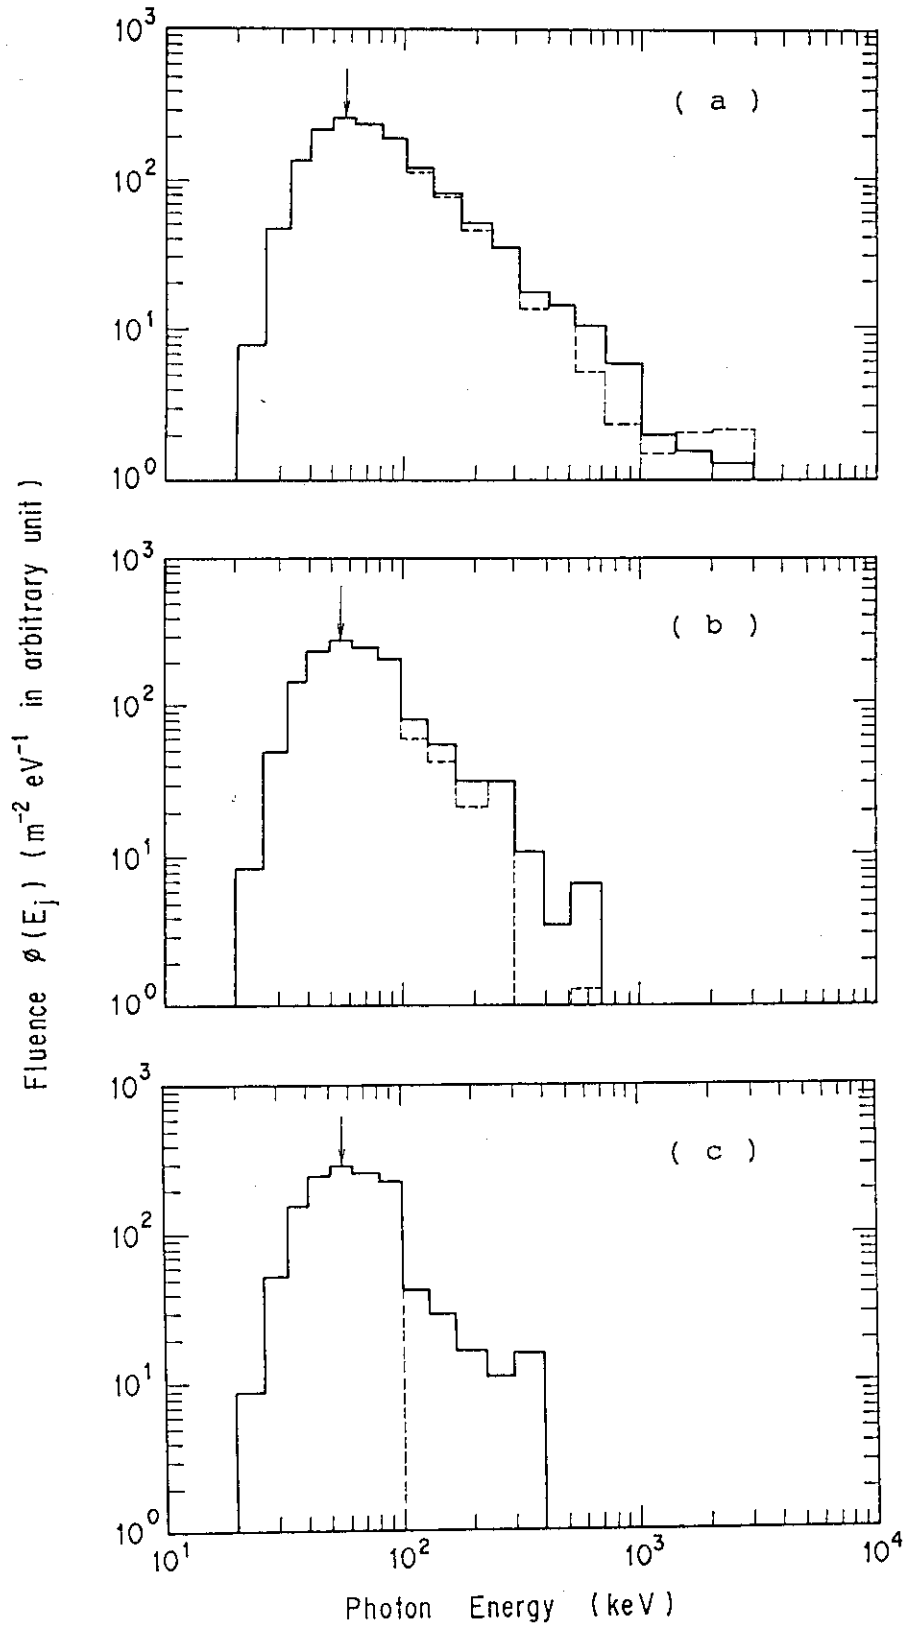 Fluence ø(E_j) (m⁻² eV⁻¹ in arbitrary unit)
10³
10²
10¹
10⁰
( a )
10³
10²
10¹
10⁰
( b )
10³
10²
10¹
10⁰
( c )
10¹ 10² 10³ 10⁴
Photon Energy (keV)